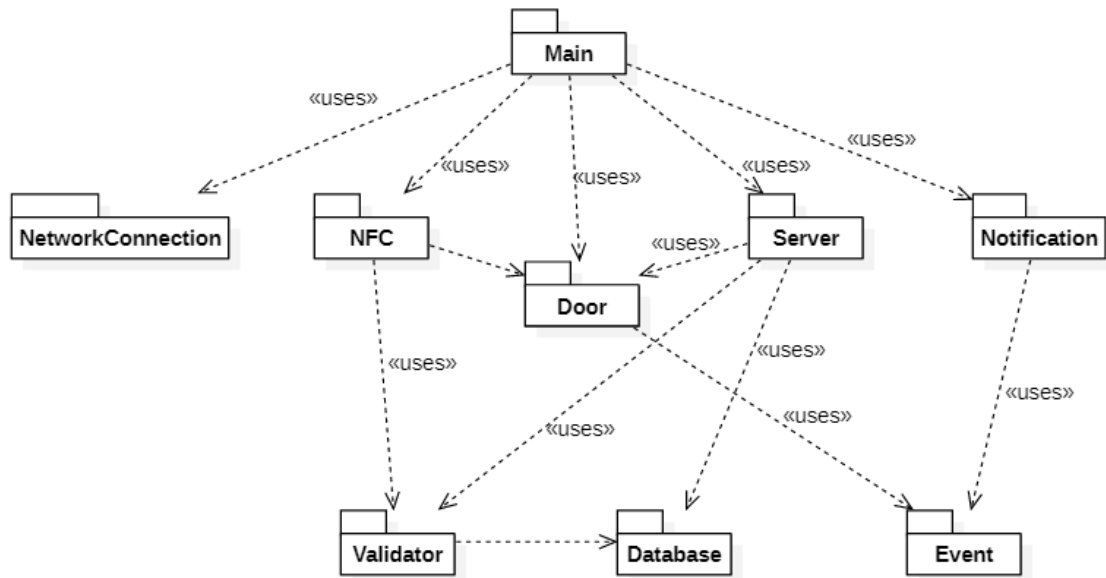 Main
«uses»
«uses»
«uses»
«uses»
«uses»
NetworkConnection
NFC
Server
Notification
«uses»
Door
«uses»
«uses»
«uses»
«uses»
«uses»
Validator
Database
Event